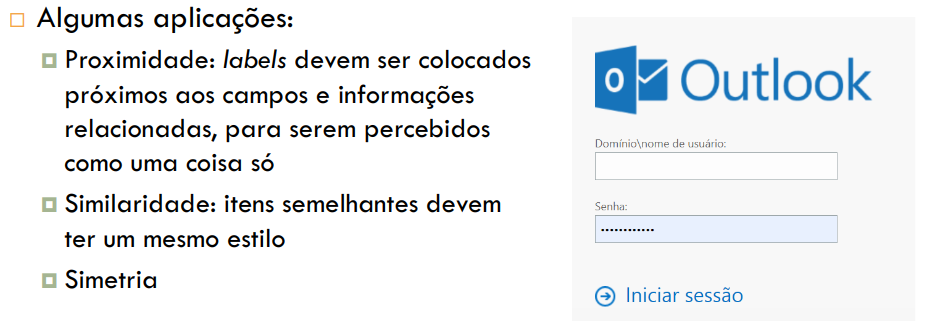 Algumas aplicações:
Proximidade: labels devem ser colocados
próximos aos campos e informações
relacionadas, para serem percebidos
como uma coisa só
Similaridade: itens semelhantes devem
ter um mesmo estilo
Simetria
Outlook
Domínio\nome de usuário:
Senha:
••••••••••••
Iniciar sessão